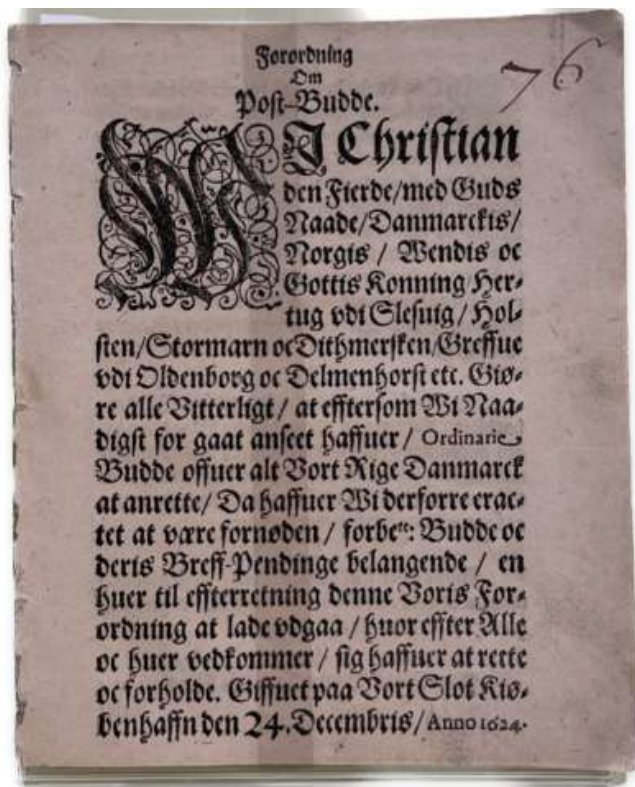 Forordning
Om
Post-Budde.
76
WJ Christian
den Fierde/med Guds
Naade/Danmarckis/
Norgis / Wendis oc
Gottis Konning Her-
tug vdi Slesuig / Hol-
sten/Stormarn oc Dithmersken/Greffue
vdi Oldenborg oc Delmenhorst etc. Giø-
re alle Vitterligt / at efftersom Wi Naa-
digst for gaat anseet haffuer / Ordinarie
Budde offuer alt Vort Rige Danmarck
at anrette/ Da haffuer Wi derforre erac-
tet at være fornøden / forbete: Budde oc
deris Breff-Pendinge belangende / en
huer til effterretning denne Voris For-
ordning at lade vdgaa / huor effter Alle
oc huer vedkommer / sig haffuer at rette
oc forholde. Giffuet paa Vort Slot Kiø-
benhaffn den 24. Decembris / Anno 1624.